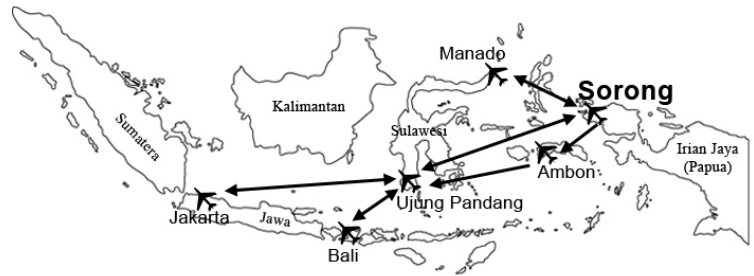 Manado
Sorong
Kalimantan
Sumatera
Sulawesi
Irian Jaya
(Papua)
Ambon
Ujung Pandang
Jakarta
Jawa
Bali